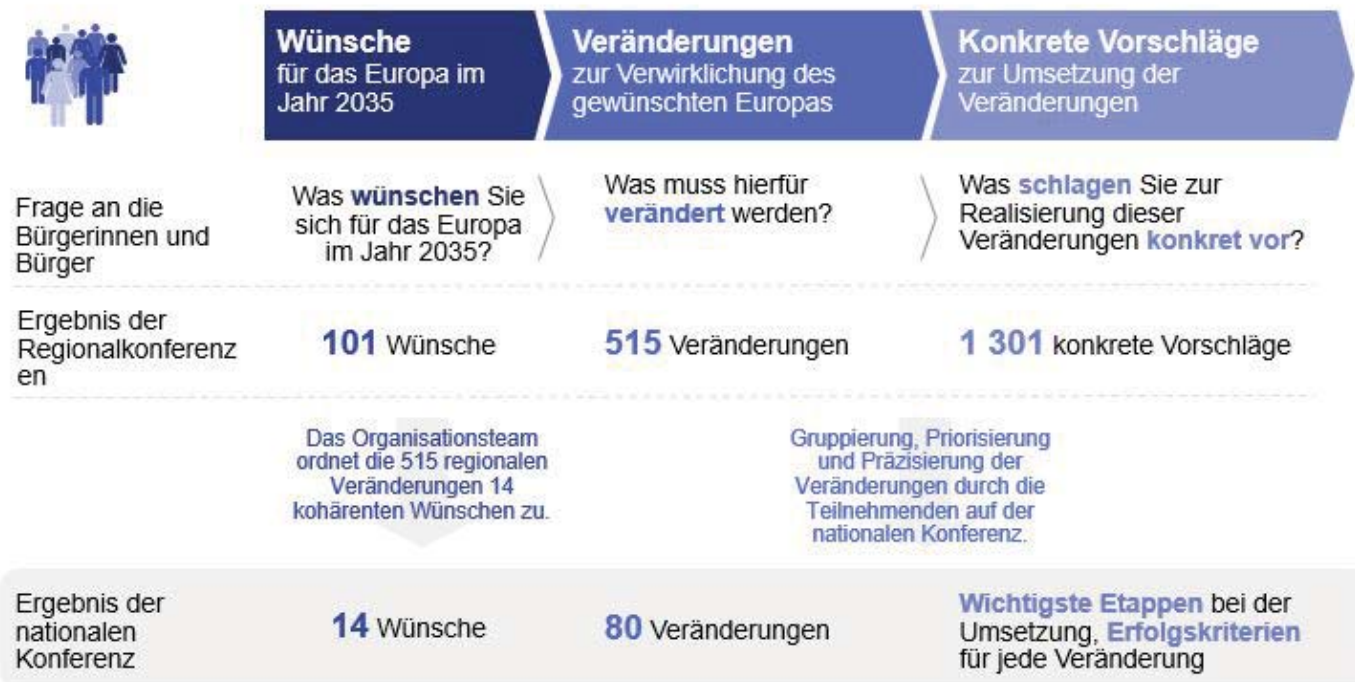 Wünsche
für das Europa im
Jahr 2035
Veränderungen
zur Verwirklichung des
gewünschten Europas
Konkrete Vorschläge
zur Umsetzung der
Veränderungen
Frage an die
Bürgerinnen und
Bürger
Was wünschen Sie
sich für das Europa
im Jahr 2035?
Was muss hierfür
verändert werden?
Was schlagen Sie zur
Realisierung dieser
Veränderungen konkret vor?
Ergebnis der
Regionalkonferenz
en
101 Wünsche
515 Veränderungen
1 301 konkrete Vorschläge
Das Organisationsteam
ordnet die 515 regionalen
Veränderungen 14
kohärenten Wünschen zu.
Gruppierung, Priorisierung
und Präzisierung der
Veränderungen durch die
Teilnehmenden auf der
nationalen Konferenz.
Ergebnis der
nationalen
Konferenz
14 Wünsche
80 Veränderungen
Wichtigste Etappen bei der
Umsetzung, Erfolgskriterien
für jede Veränderung